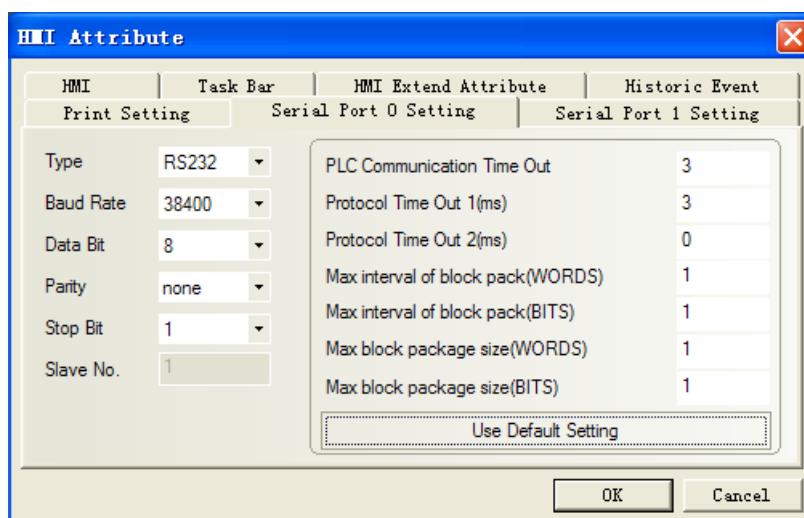 HMI Attribute
HMI Task Bar HMI Extend Attribute Historic Event
Print Setting Serial Port 0 Setting Serial Port 1 Setting
Type RS232
Baud Rate 38400
Data Bit 8
Parity none
Stop Bit 1
Slave No. 1
PLC Communication Time Out 3
Protocol Time Out 1(ms) 3
Protocol Time Out 2(ms) 0
Max interval of block pack(WORDS) 1
Max interval of block pack(BITS) 1
Max block package size(WORDS) 1
Max block package size(BITS) 1
Use Default Setting
OK Cancel